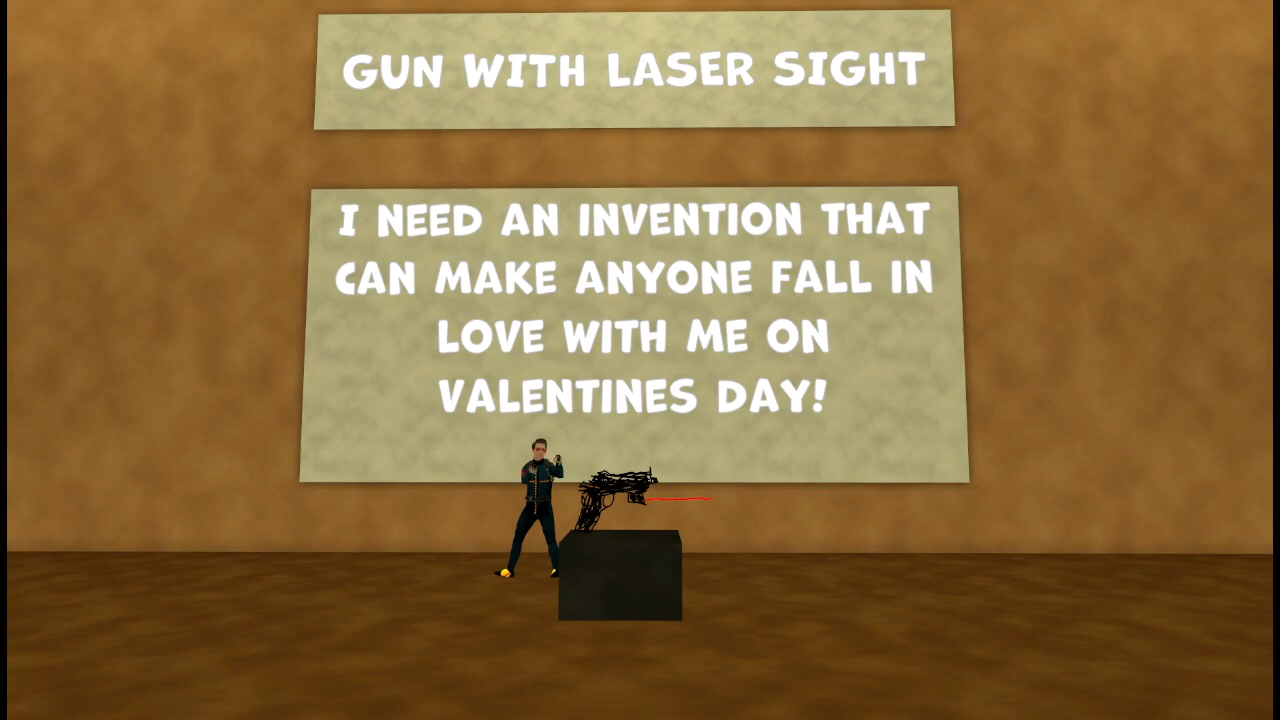 GUN WITH LASER SIGHT
I NEED AN INVENTION THAT
CAN MAKE ANYONE FALL IN
LOVE WITH ME ON
VALENTINES DAY!